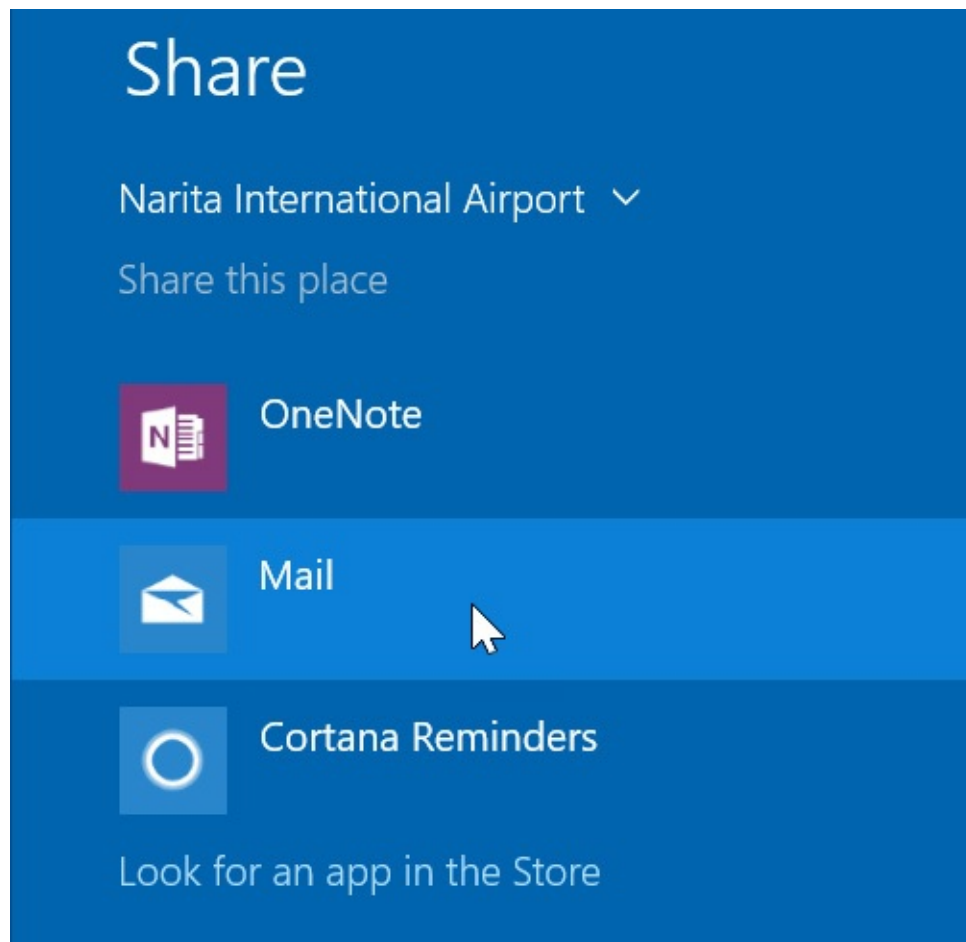 Share
Narita International Airport
Share this place
OneNote
N
Mail
Cortana Reminders
Look for an app in the Store